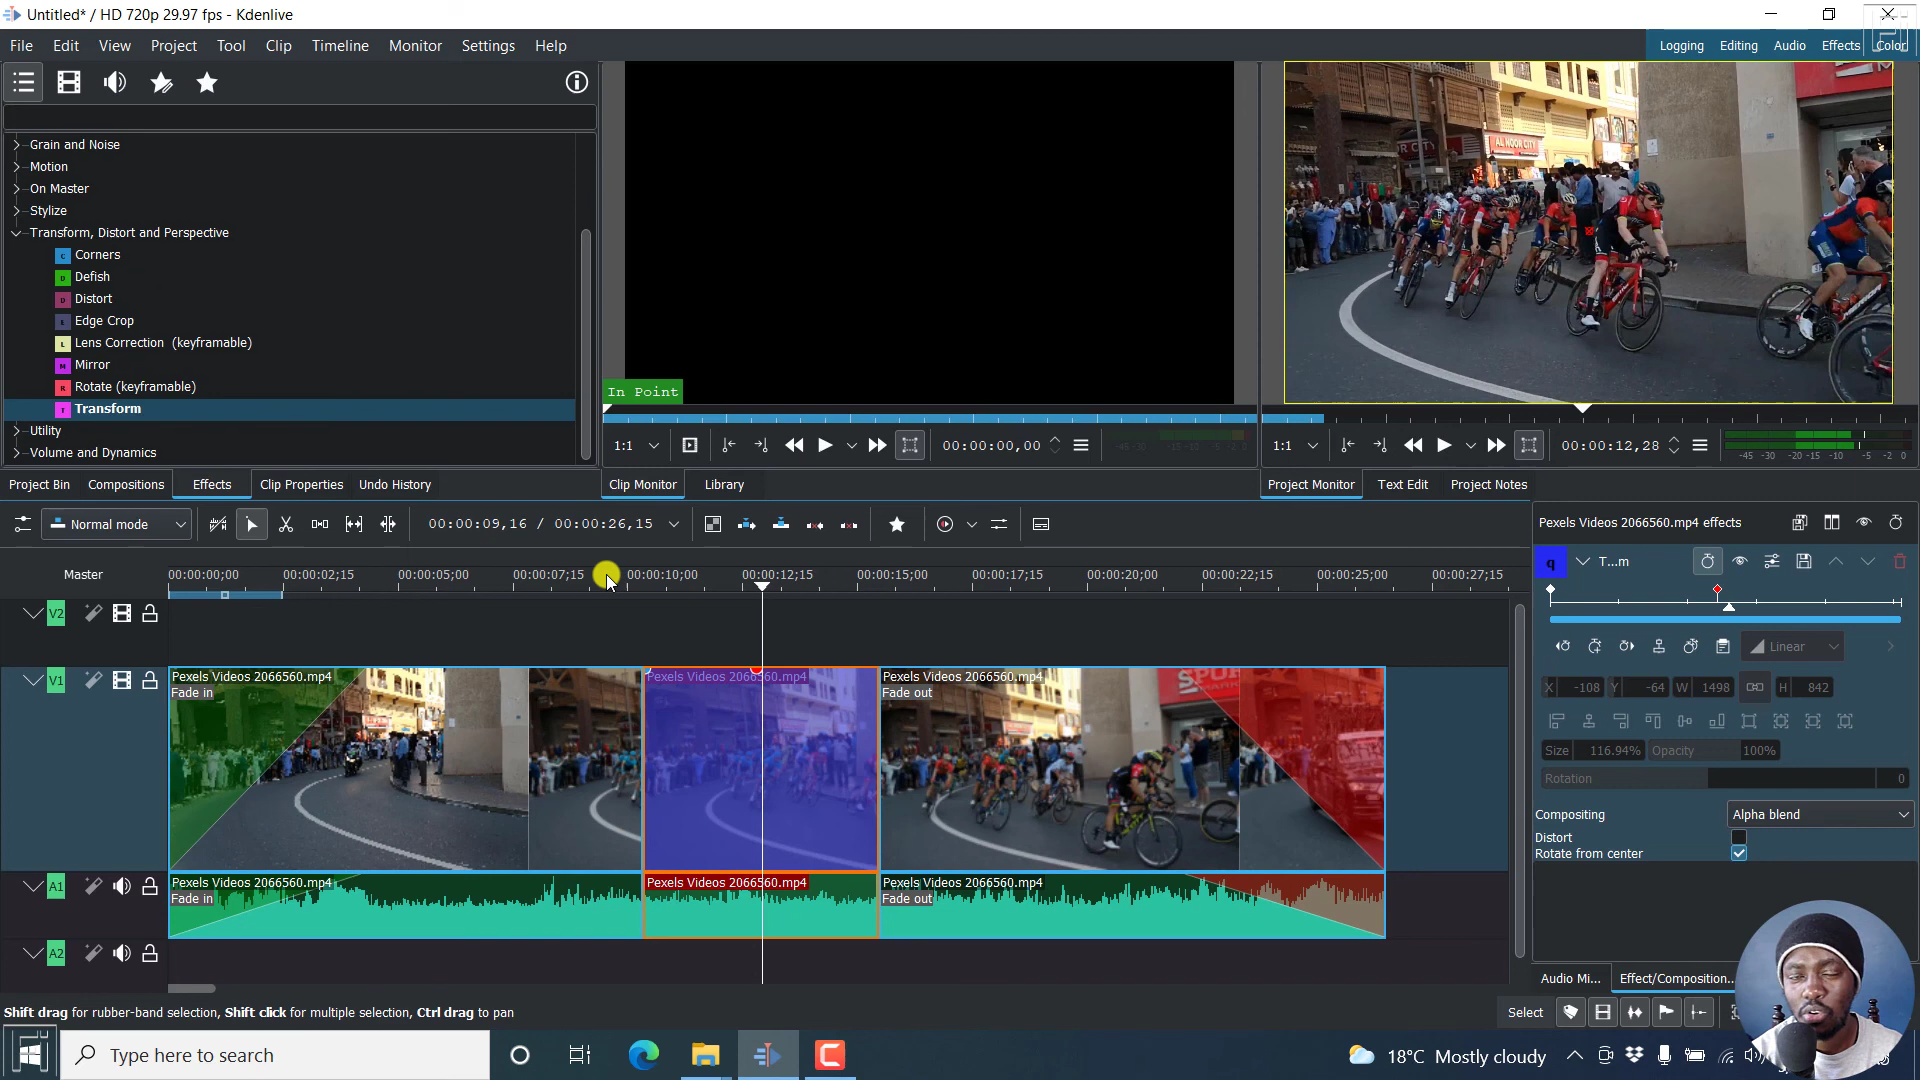 Untitled* / HD 720p 29.97 fps - Kdenlive
File Edit View Project Tool Clip Timeline Monitor Settings Help
Logging Editing Audio Effects Color
Grain and Noise
Motion
On Master
Stylize
Transform, Distort and Perspective
Corners
Defish
Distort
Edge Crop
Lens Correction (keyframable)
Mirror
Rotate (keyframable)
Transform
Utility
Volume and Dynamics
AL NOOR CITY
In Point
1:1 00:00:00,00
1:1 00:00:12,28
-45 -30 -20 -15 -10 -5 -2 0
Project Bin Compositions Effects Clip Properties Undo History
Clip Monitor Library
Project Monitor Text Edit Project Notes
Normal mode 00:00:09,16 / 00:00:26,15
Pexels Videos 2066560.mp4 effects
T...m
Master
00:00:00;00 00:00:02;15 00:00:05;00 00:00:07;15 00:00:10;00 00:00:12;15 00:00:15;00 00:00:17;15 00:00:20;00 00:00:22;15 00:00:25;00 00:00:27;15
V2
V1
Pexels Videos 2066560.mp4
Fade in
Pexels Videos 2066560.mp4
Pexels Videos 2066560.mp4
Fade out
Linear
X -108 Y -64 W 1498 H 842
Size 116.94% Opacity 100%
Rotation 0
Compositing Alpha blend
Distort
Rotate from center
A1
Pexels Videos 2066560.mp4
Fade in
Pexels Videos 2066560.mp4
Pexels Videos 2066560.mp4
Fade out
A2
Audio Mi... Effect/Composition...
Shift drag for rubber-band selection, Shift click for multiple selection, Ctrl drag to pan
Select
Type here to search
18°C Mostly cloudy